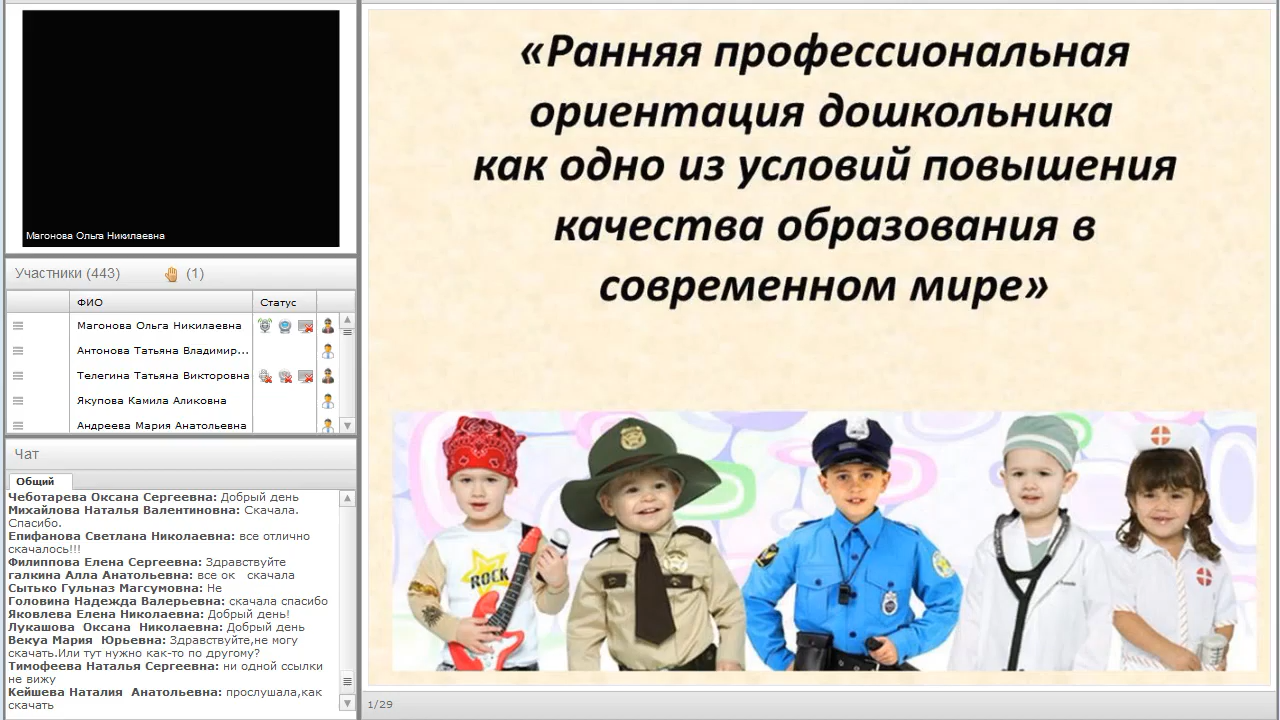 Магонова Ольга Никилаевна
Участники (443)
(1)
ФИО
Статус
Магонова Ольга Никилаевна
Антонова Татьяна Владимир...
Телегина Татьяна Викторовна
Якупова Камила Аликовна
Андреева Мария Анатольевна
Чат
Общий
Чеботарева Оксана Сергеевна: Добрый день
Михайлова Наталья Валентиновна: Скачала.
Спасибо.
Епифанова Светлана Николаевна: все отлично
скачалось!!!
Филиппова Елена Сергеевна: Здравствуйте
галкина Алла Анатольевна: все ок скачала
Сытько Гульназ Магсумовна: Не
Головина Надежда Валерьевна: скачала спасибо
Яковлева Елена Николаевна: Добрый день!
Лукашова Оксана Николаевна: Добрый день
Векуа Мария Юрьевна: Здравствуйте,не могу
скачать.Или тут нужно как-то по другому?
Тимофеева Наталья Сергеевна: ни одной ссылки
не вижу
Кейшева Наталия Анатольевна: прослушала,как
скачать
«Ранняя профессиональная
ориентация дошкольника
как одно из условий повышения
качества образования в
современном мире»
ROCK
1/29